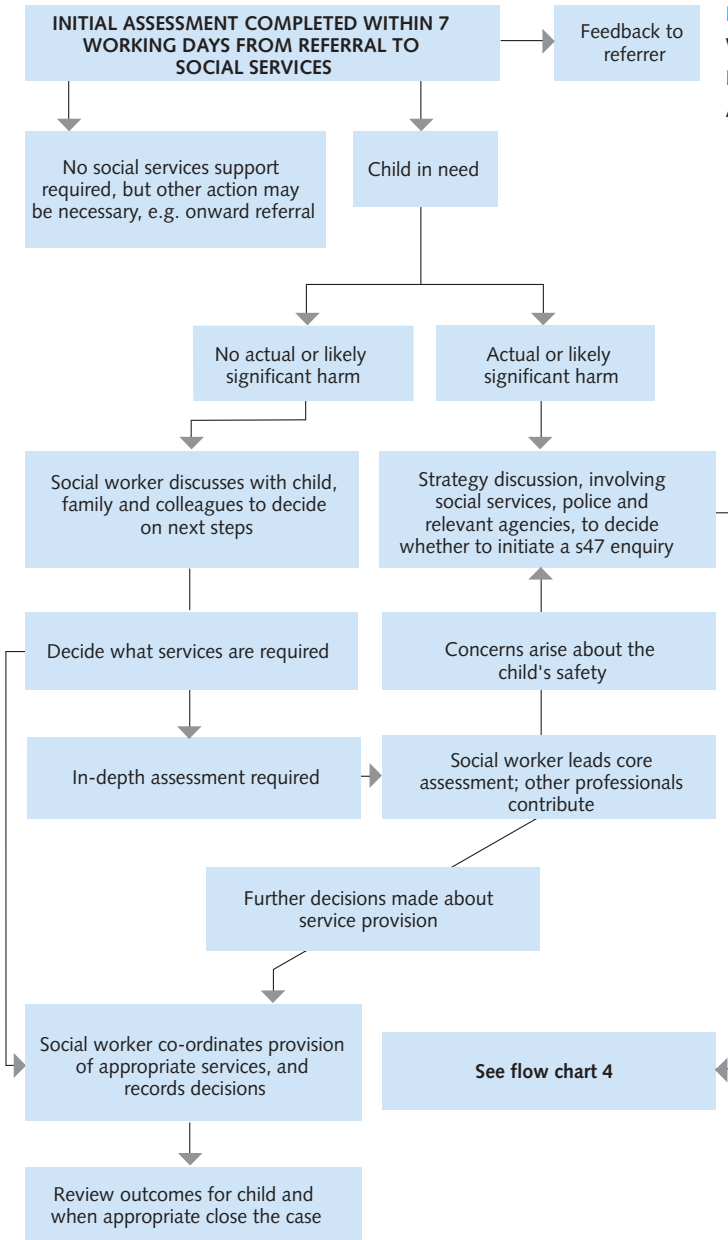 INITIAL ASSESSMENT COMPLETED WITHIN 7
WORKING DAYS FROM REFERRAL TO
SOCIAL SERVICES
Feedback to
referrer
No social services support
required, but other action may
be necessary, e.g. onward referral
Child in need
No actual or likely
significant harm
Actual or likely
significant harm
Social worker discusses with child,
family and colleagues to decide
on next steps
Strategy discussion, involving
social services, police and
relevant agencies, to decide
whether to initiate a s47 enquiry
Decide what services are required
Concerns arise about the
child's safety
In-depth assessment required
Social worker leads core
assessment; other professionals
contribute
Further decisions made about
service provision
Social worker co-ordinates provision
of appropriate services, and
records decisions
See flow chart 4
Review outcomes for child and
when appropriate close the case